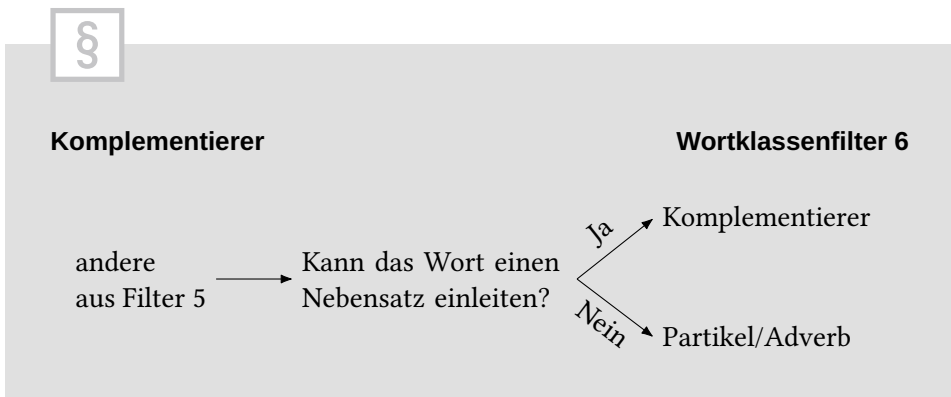 §
Komplementierer
Wortklassenfilter 6
andere
aus Filter 5
Kann das Wort einen
Nebensatz einleiten?
Ja
Komplementierer
Nein
Partikel/Adverb